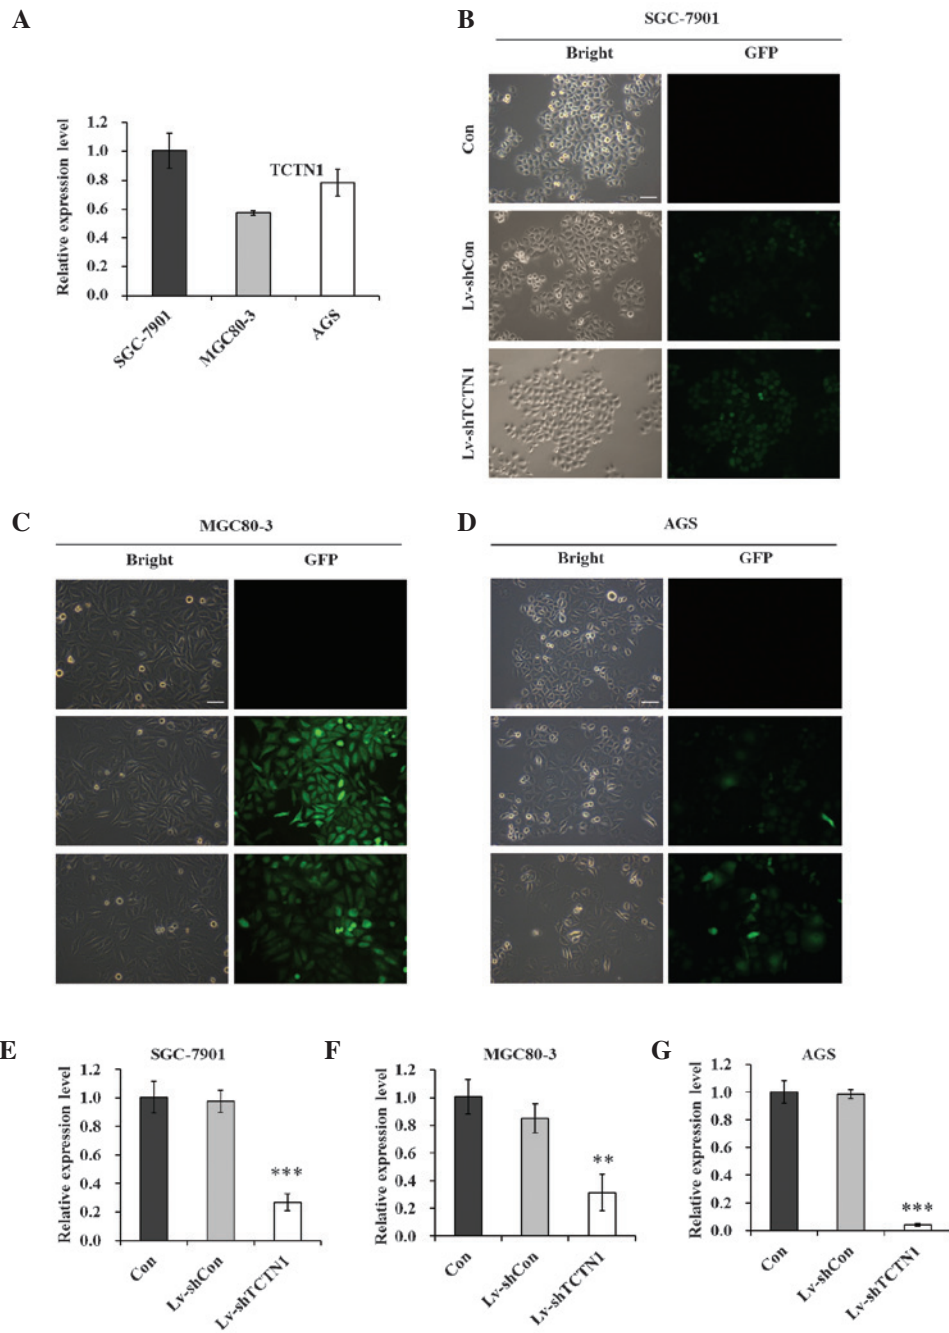 A
Relative expression level
1.2
1.0
0.8
0.6
0.4
0.2
0.0
TCTN1
SGC-7901
MGC80-3
AGS
B
SGC-7901
Bright GFP
Con
Lv-shCon
Lv-shTCTN1
C
MGC80-3
Bright GFP
D
AGS
Bright GFP
E
SGC-7901
Relative expression level
1.2
1.0
0.8
0.6
0.4
0.2
0.0
***
Con
Lv-shCon
Lv-shTCTN1
F
MGC80-3
Relative expression level
1.2
1.0
0.8
0.6
0.4
0.2
0.0
**
Con
Lv-shCon
Lv-shTCTN1
G
AGS
Relative expression level
1.2
1.0
0.8
0.6
0.4
0.2
0.0
***
Con
Lv-shCon
Lv-shTCTN1